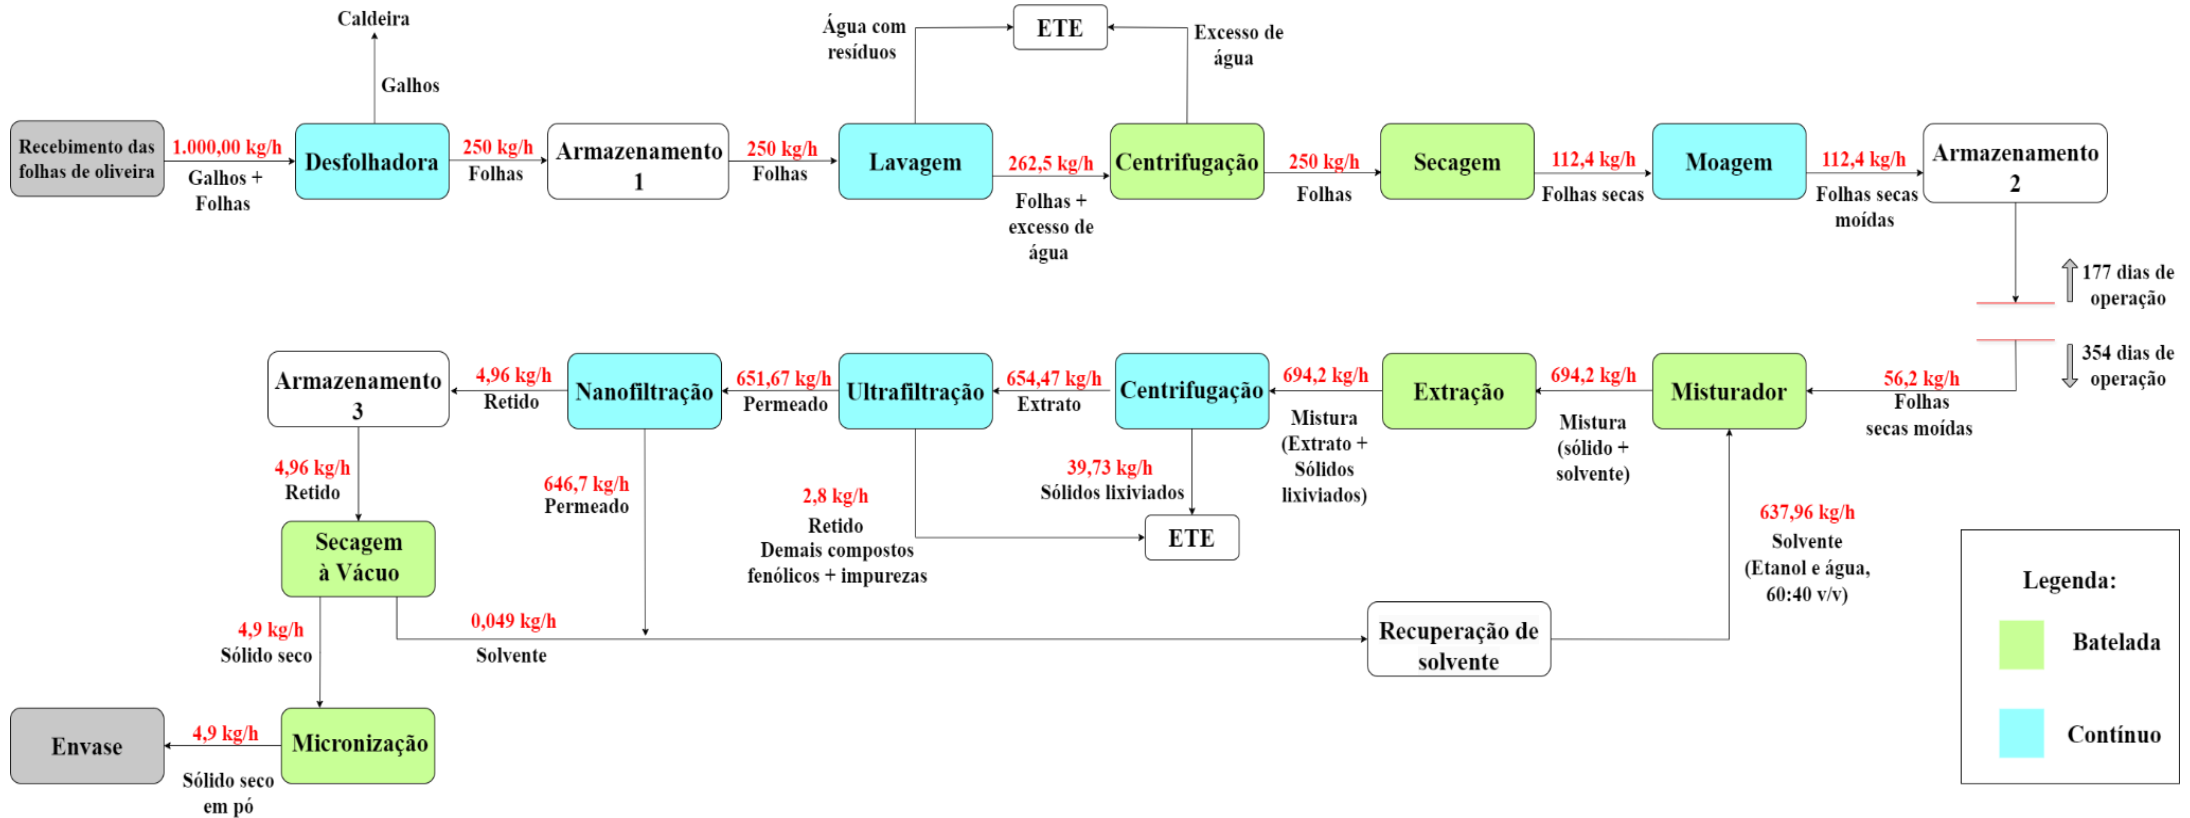 Caldeira
Galhos
Água com
resíduos
ETE
Excesso de
água
Recebimento das
folhas de oliveira
1.000,00 kg/h
Galhos +
Folhas
Desfolhadora
250 kg/h
Folhas
Armazenamento
1
250 kg/h
Folhas
Lavagem
262,5 kg/h
Folhas +
excesso de
água
Centrifugação
250 kg/h
Folhas
Secagem
112,4 kg/h
Folhas secas
Moagem
112,4 kg/h
Folhas secas
moídas
Armazenamento
2
177 dias de
operação
354 dias de
operação
56,2 kg/h
Folhas
secas moídas
Misturador
694,2 kg/h
Mistura
(sólido +
solvente)
Extração
694,2 kg/h
Mistura
(Extrato +
Sólidos
lixiviados)
Centrifugação
654,47 kg/h
Extrato
Ultrafiltração
651,67 kg/h
Permeado
Nanofiltração
4,96 kg/h
Retido
Armazenamento
3
4,96 kg/h
Retido
646,7 kg/h
Permeado
2,8 kg/h
Retido
Demais compostos
fenólicos + impurezas
39,73 kg/h
Sólidos lixiviados
ETE
637,96 kg/h
Solvente
(Etanol e água,
60:40 v/v)
Secagem
à Vácuo
4,9 kg/h
Sólido seco
0,049 kg/h
Solvente
Recuperação de
solvente
Envase
4,9 kg/h
Sólido seco
em pó
Micronização
Legenda:
Batelada
Contínuo